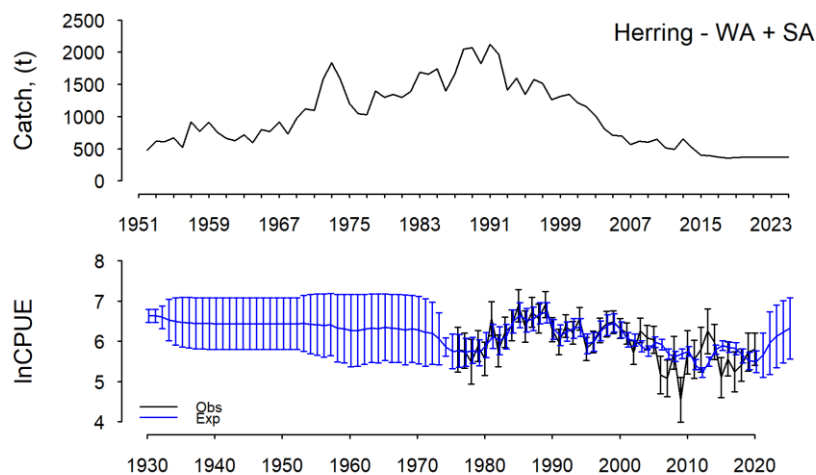 Herring - WA + SA
Catch, (t)
2500
2000
1500
1000
500
0
1951 1959 1967 1975 1983 1991 1999 2007 2015 2023
lnCPUE
8
7
6
5
4
Obs
Exp
1930 1940 1950 1960 1970 1980 1990 2000 2010 2020